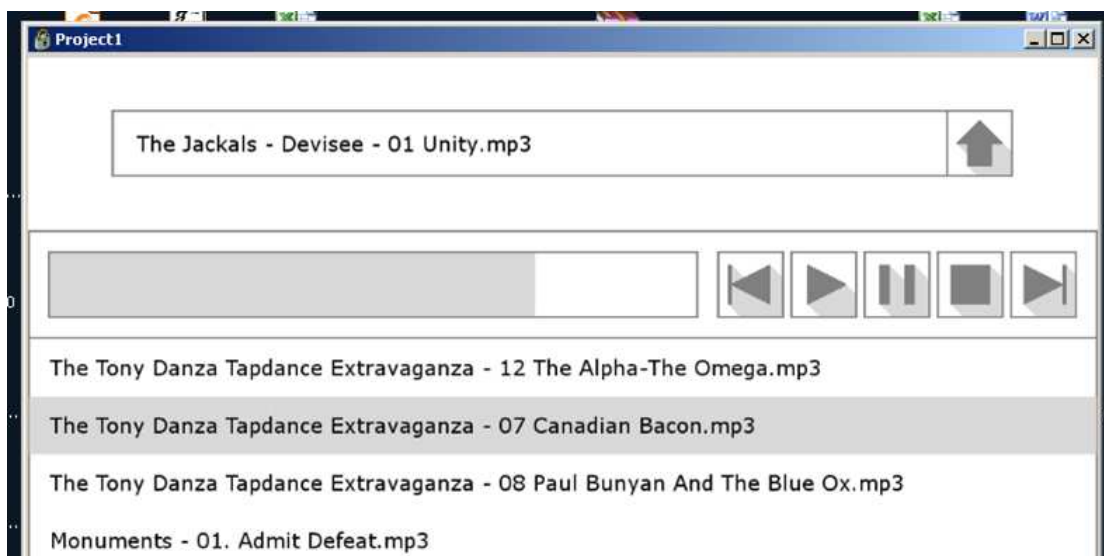 Project1
The Jackals - Devisee - 01 Unity.mp3
The Tony Danza Tapdance Extravaganza - 12 The Alpha-The Omega.mp3
The Tony Danza Tapdance Extravaganza - 07 Canadian Bacon.mp3
The Tony Danza Tapdance Extravaganza - 08 Paul Bunyan And The Blue Ox.mp3
Monuments - 01. Admit Defeat.mp3